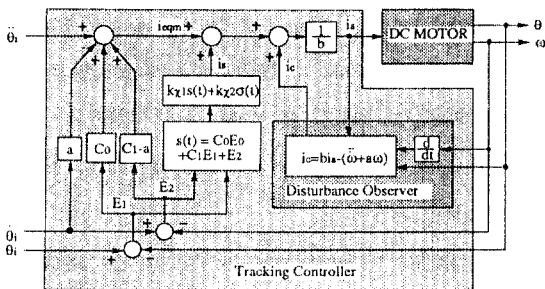 θ̈i
+
+
−
+
+
ieqm
+
+
is
+
+
ic
1/b
ia
DC MOTOR
θ
ω
kχ1s(t)+kχ2σ(t)
a
C0
C1-a
s(t) = C0E0
+C1E1+E2
ic=bia-(ω̈+aω)
d/dt
Disturbance Observer
E2
E1
θ̇i
+
−
θi
+
−
Tracking Controller